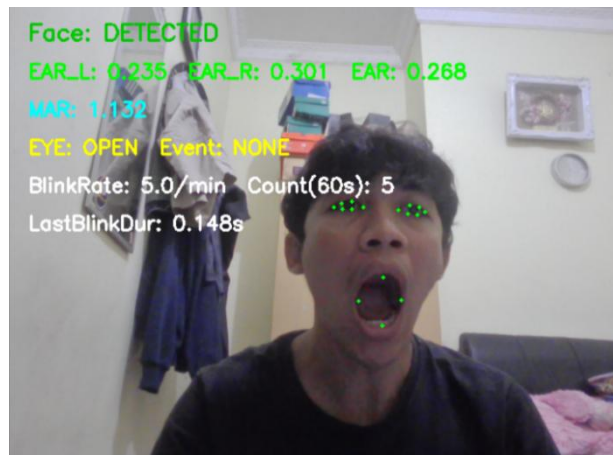 Face: DETECTED
EAR_L: 0.235 EAR_R: 0.301 EAR: 0.268
MAR: 1.132
EYE: OPEN Event: NONE
BlinkRate: 5.0/min Count(60s): 5
LastBlinkDur: 0.148s